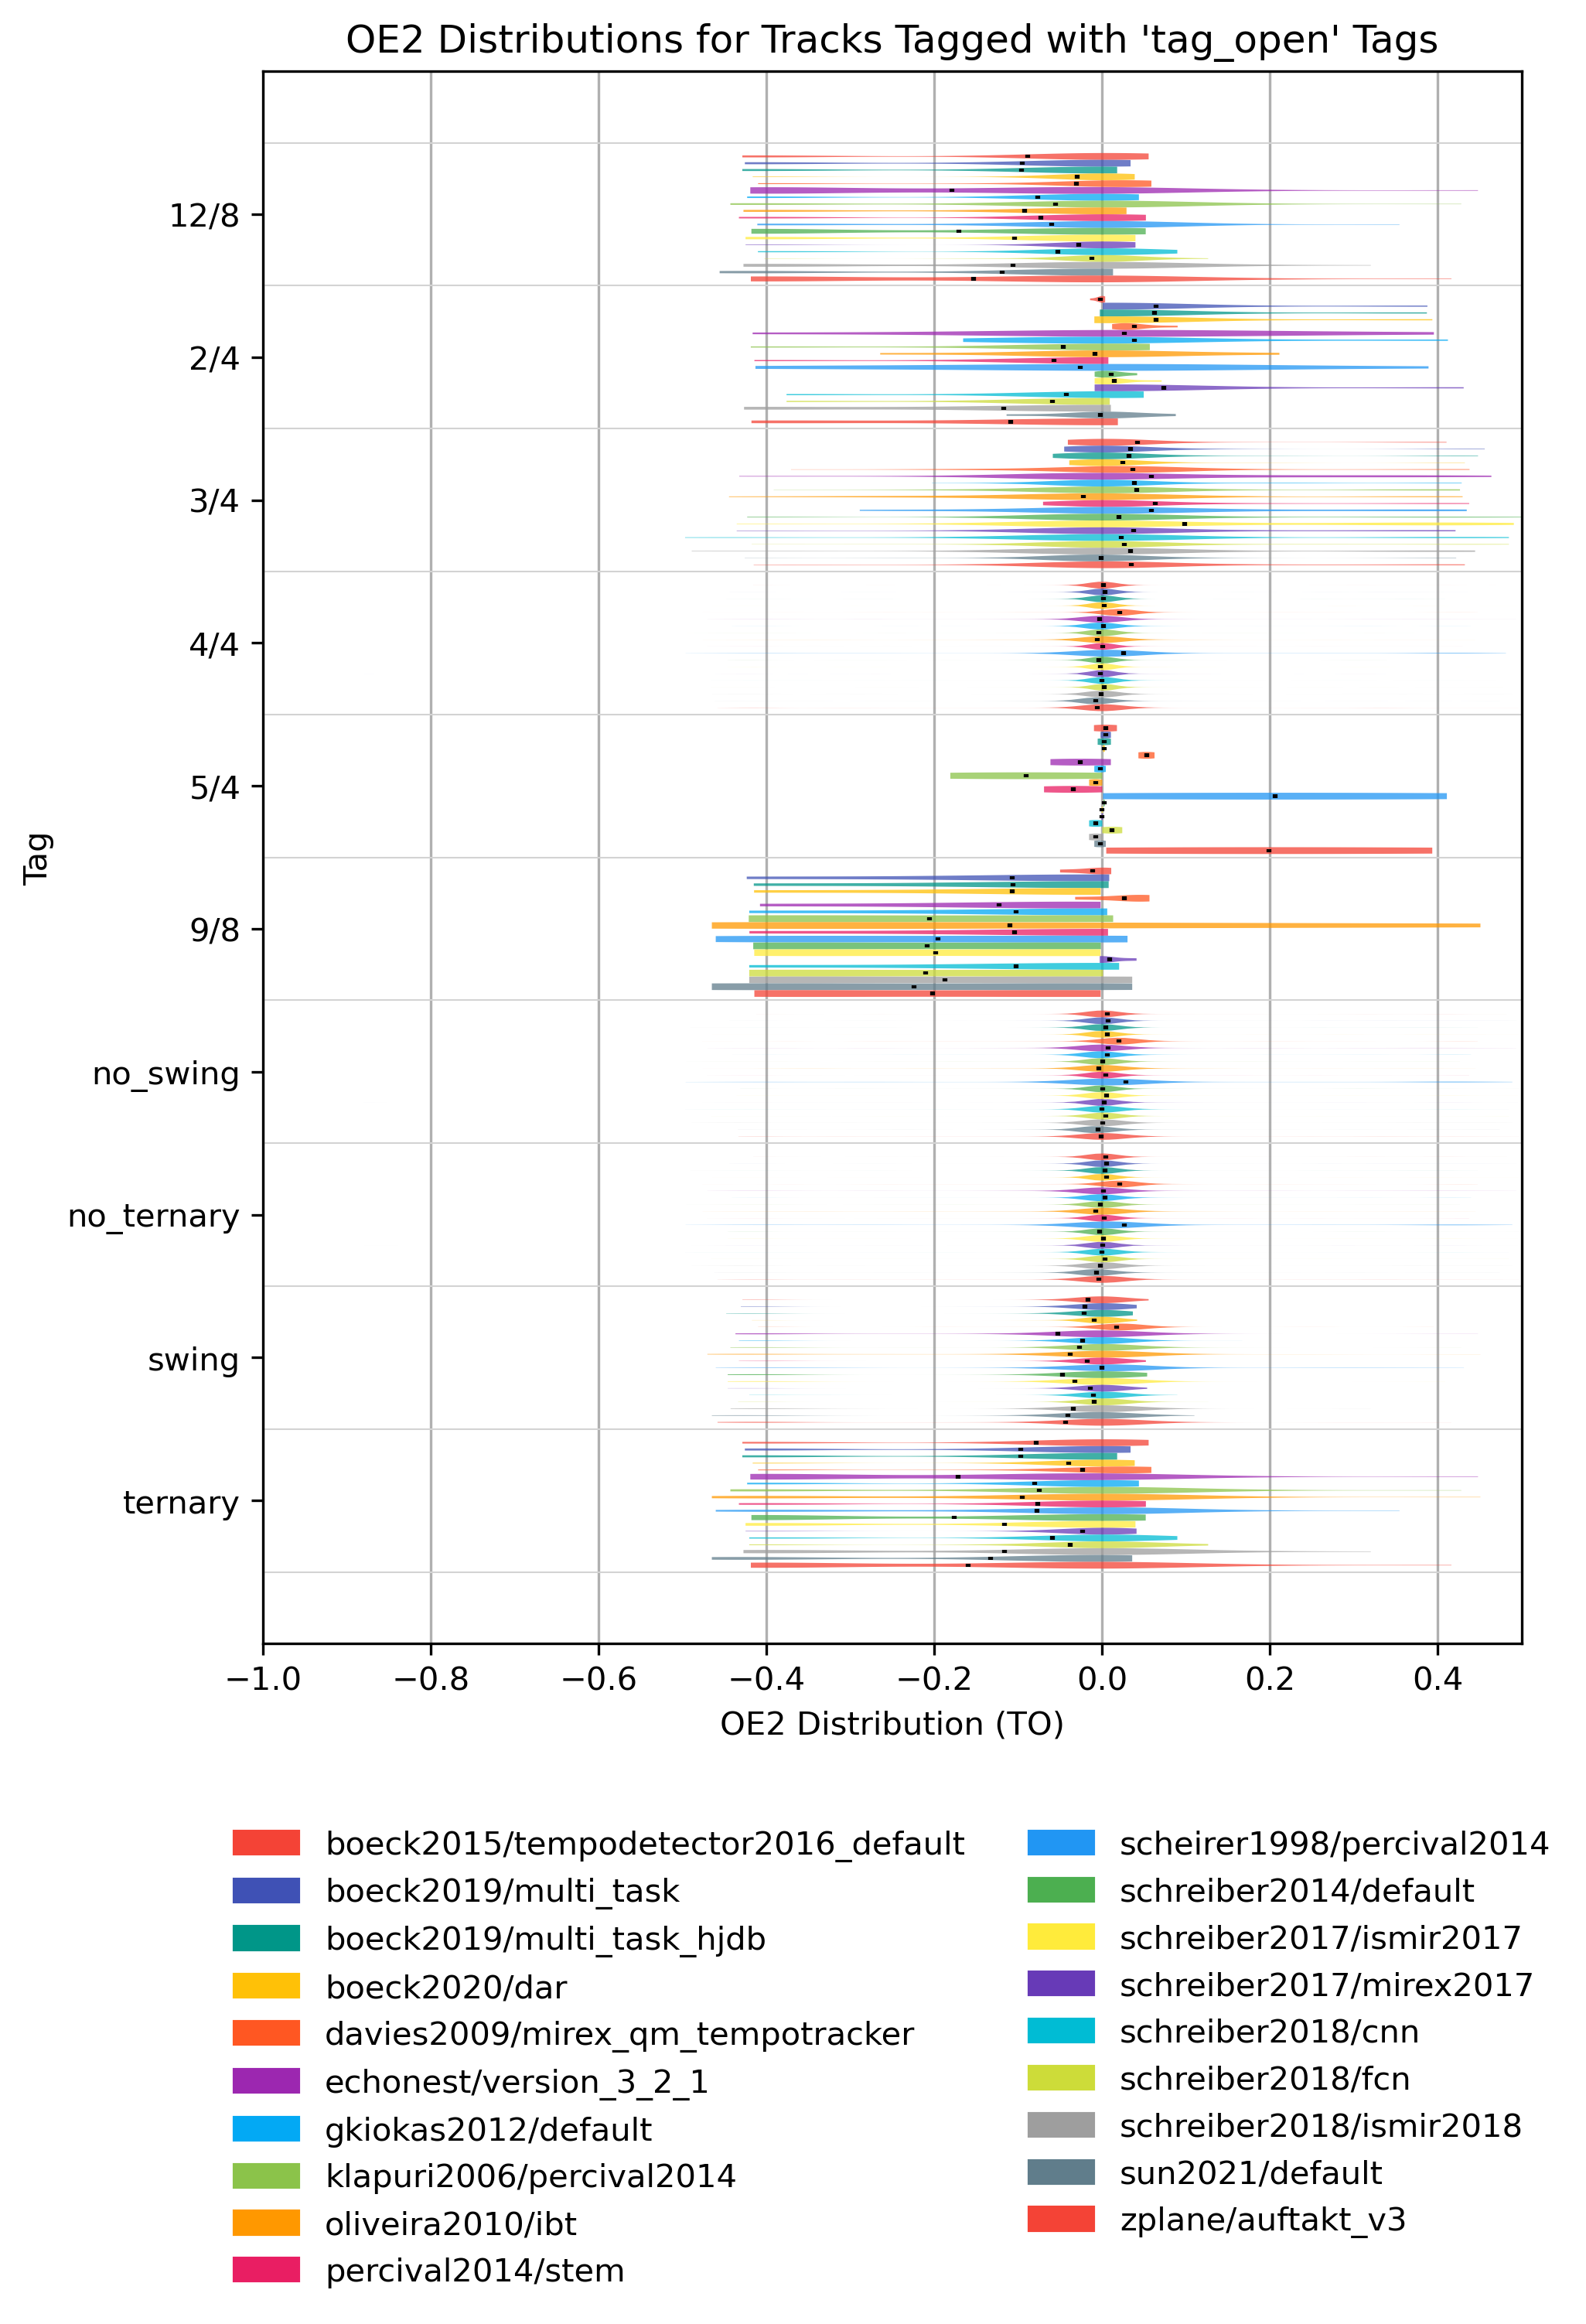 OE2 Distributions for Tracks Tagged with 'tag_open' Tags
12/8
2/4
3/4
4/4
5/4
9/8
no_swing
no_ternary
swing
ternary
Tag
−1.0 −0.8 −0.6 −0.4 −0.2 0.0 0.2 0.4
OE2 Distribution (TO)
boeck2015/tempodetector2016_default
boeck2019/multi_task
boeck2019/multi_task_hjdb
boeck2020/dar
davies2009/mirex_qm_tempotracker
echonest/version_3_2_1
gkiokas2012/default
klapuri2006/percival2014
oliveira2010/ibt
percival2014/stem
scheirer1998/percival2014
schreiber2014/default
schreiber2017/ismir2017
schreiber2017/mirex2017
schreiber2018/cnn
schreiber2018/fcn
schreiber2018/ismir2018
sun2021/default
zplane/auftakt_v3